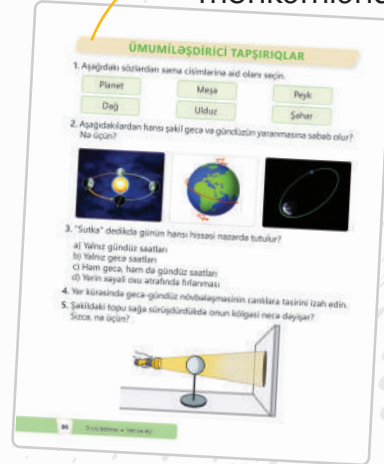 ÜMUMİLƏŞDİRİCİ TAPŞIRIQLAR
1. Aşağıdakı sözlərdən səma cisimlərinə aid olanı seçin.
Planet Meşə Peyk
Dağ Ulduz Şəhər
2. Aşağıdakılardan hansı şəkil gecə və gündüzün yaranmasına səbəb olur?
Nə üçün?
3. "Sutka" dedikdə günün hansı hissəsi nəzərdə tutulur?
a) Yalnız gündüz saatları
b) Yalnız gecə saatları
c) Həm gecə, həm də gündüz saatları
d) Yerin xəyali oxu ətrafında fırlanması
4. Yer kürəsində gecə-gündüz növbələşməsinin canlılara təsirini izah edin.
5. Şəkildəki topu sağa sürüşdürdükdə onun kölgəsi necə dəyişər?
Sizcə, nə üçün?